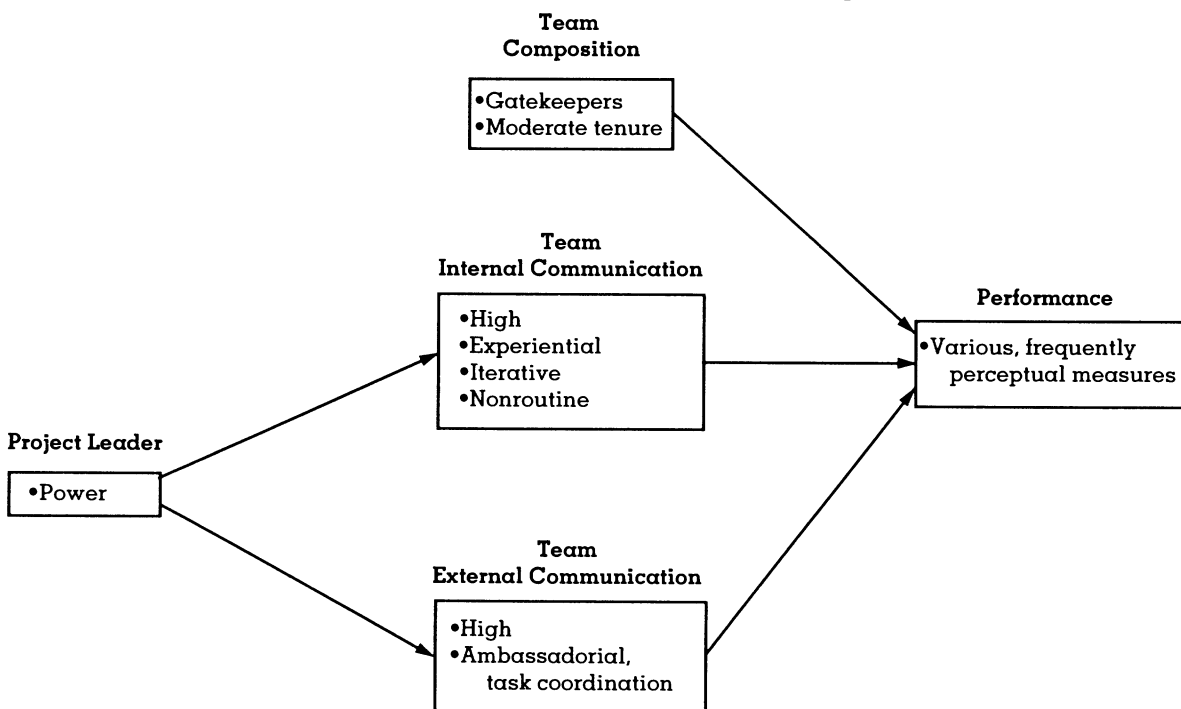 Team
Composition
•Gatekeepers
•Moderate tenure
Team
Internal Communication
•High
•Experiential
•Iterative
•Nonroutine
Performance
•Various, frequently
perceptual measures
Project Leader
•Power
Team
External Communication
•High
•Ambassadorial,
task coordination